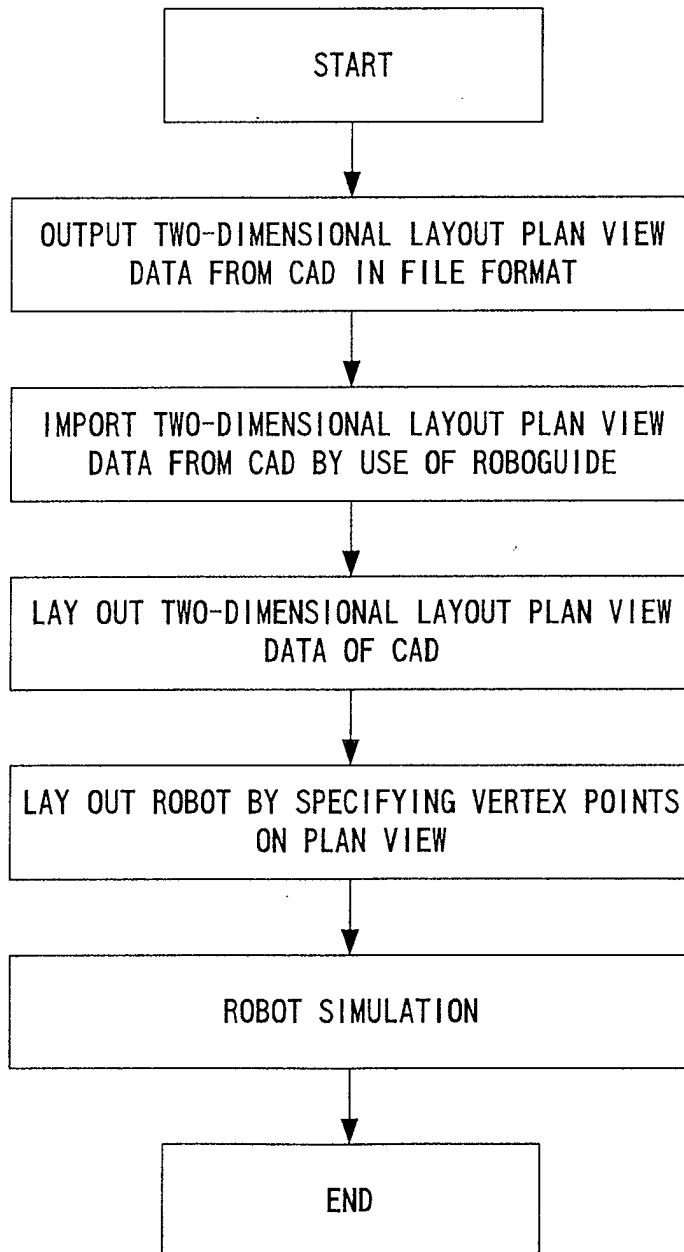 START
OUTPUT TWO-DIMENSIONAL LAYOUT PLAN VIEW
DATA FROM CAD IN FILE FORMAT
IMPORT TWO-DIMENSIONAL LAYOUT PLAN VIEW
DATA FROM CAD BY USE OF ROBOGUIDE
LAY OUT TWO-DIMENSIONAL LAYOUT PLAN VIEW
DATA OF CAD
LAY OUT ROBOT BY SPECIFYING VERTEX POINTS
ON PLAN VIEW
ROBOT SIMULATION
END